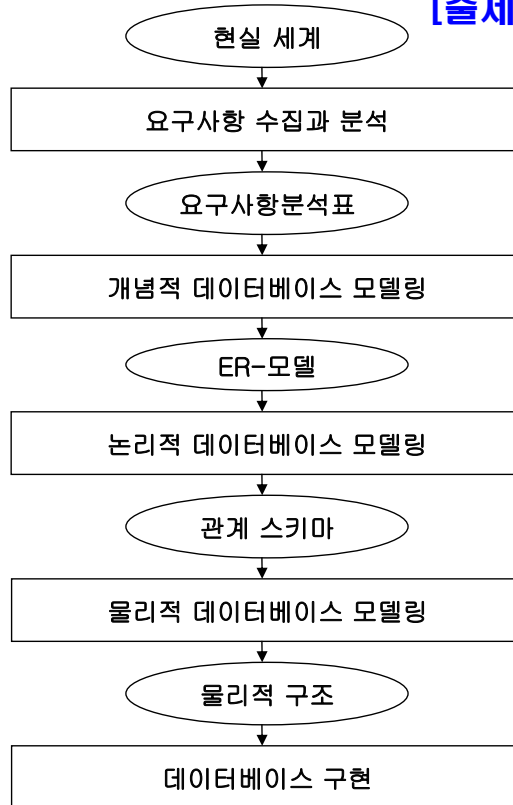 [출제
현실 세계
요구사항 수집과 분석
요구사항분석표
개념적 데이터베이스 모델링
ER-모델
논리적 데이터베이스 모델링
관계 스키마
물리적 데이터베이스 모델링
물리적 구조
데이터베이스 구현